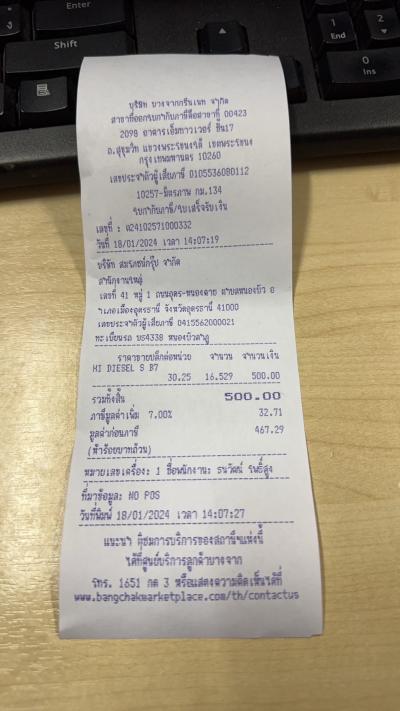 Enter
Shift
1
End
2
0
Ins
บริษัท บางจากกรีนเนท จำกัด
สาขาที่ออกใบกำกับภาษีคือสาขาที่ 00423
2098 อาคารเอ็มทาวเวอร์ ชั้น7
ถ.สุขุมวิท แขวงพระโขนงใต้ เขตพระโขนง
กรุงเทพมหานคร 10260
เลขประจำตัวผู้เสียภาษี 0105536080112
10257-มิตรภาพ กม.134
ใบกำกับภาษี/ใบเสร็จรับเงิน
เลขที่ : 024102571000332
วันที่ 18/01/2024 เวลา 14:07:19
บริษัท กรุ๊ป จำกัด
สำนักงานใหญ่
เลขที่ 41 หมู่ 1 ถนนอุดร-หนองคาย ตำบลหนองบัว อ
ำเภอเมืองอุดรธานี จังหวัดอุดรธานี 41000
เลขประจำตัวผู้เสียภาษี 0415562000021
ทะเบียนรถ บร4338 หนองบัวลำภู
ราคาขายปลีกต่อหน่วย จำนวน จำนวนเงิน
HI DIESEL S B7
30.25 16.529 500.00
รวมทั้งสิ้น 500.00
ภาษีมูลค่าเพิ่ม 7.00% 32.71
มูลค่าก่อนภาษี 467.29
(ห้าร้อยบาทถ้วน)
หมายเลขเครื่อง: 1 ชื่อพนักงาน: ธนวัฒน์ โพธิ์สูง
ที่มาข้อมูล: NO POS
วันที่พิมพ์ 18/01/2024 เวลา 14:07:27
แนะนำ ติชมการบริการของสถานีฯแห่งนี้
ได้ที่ศูนย์บริการลูกค้าบางจาก
โทร. 1651 กด 3 หรือแสดงความคิดเห็นได้ที่
www.bangchakmarketplace.com/th/contactus